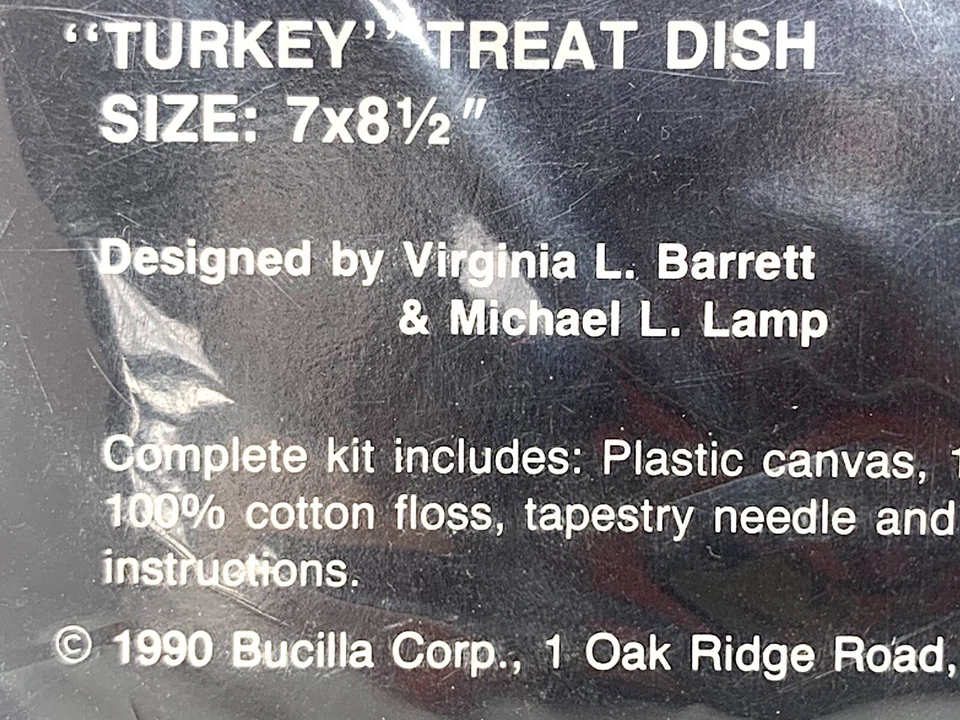 “TURKEY” TREAT DISH
SIZE: 7x8½"
Designed by Virginia L. Barrett
& Michael L. Lamp
Complete kit includes: Plastic canvas,
100% cotton floss, tapestry needle and
instructions.
© 1990 Bucilla Corp., 1 Oak Ridge Road,